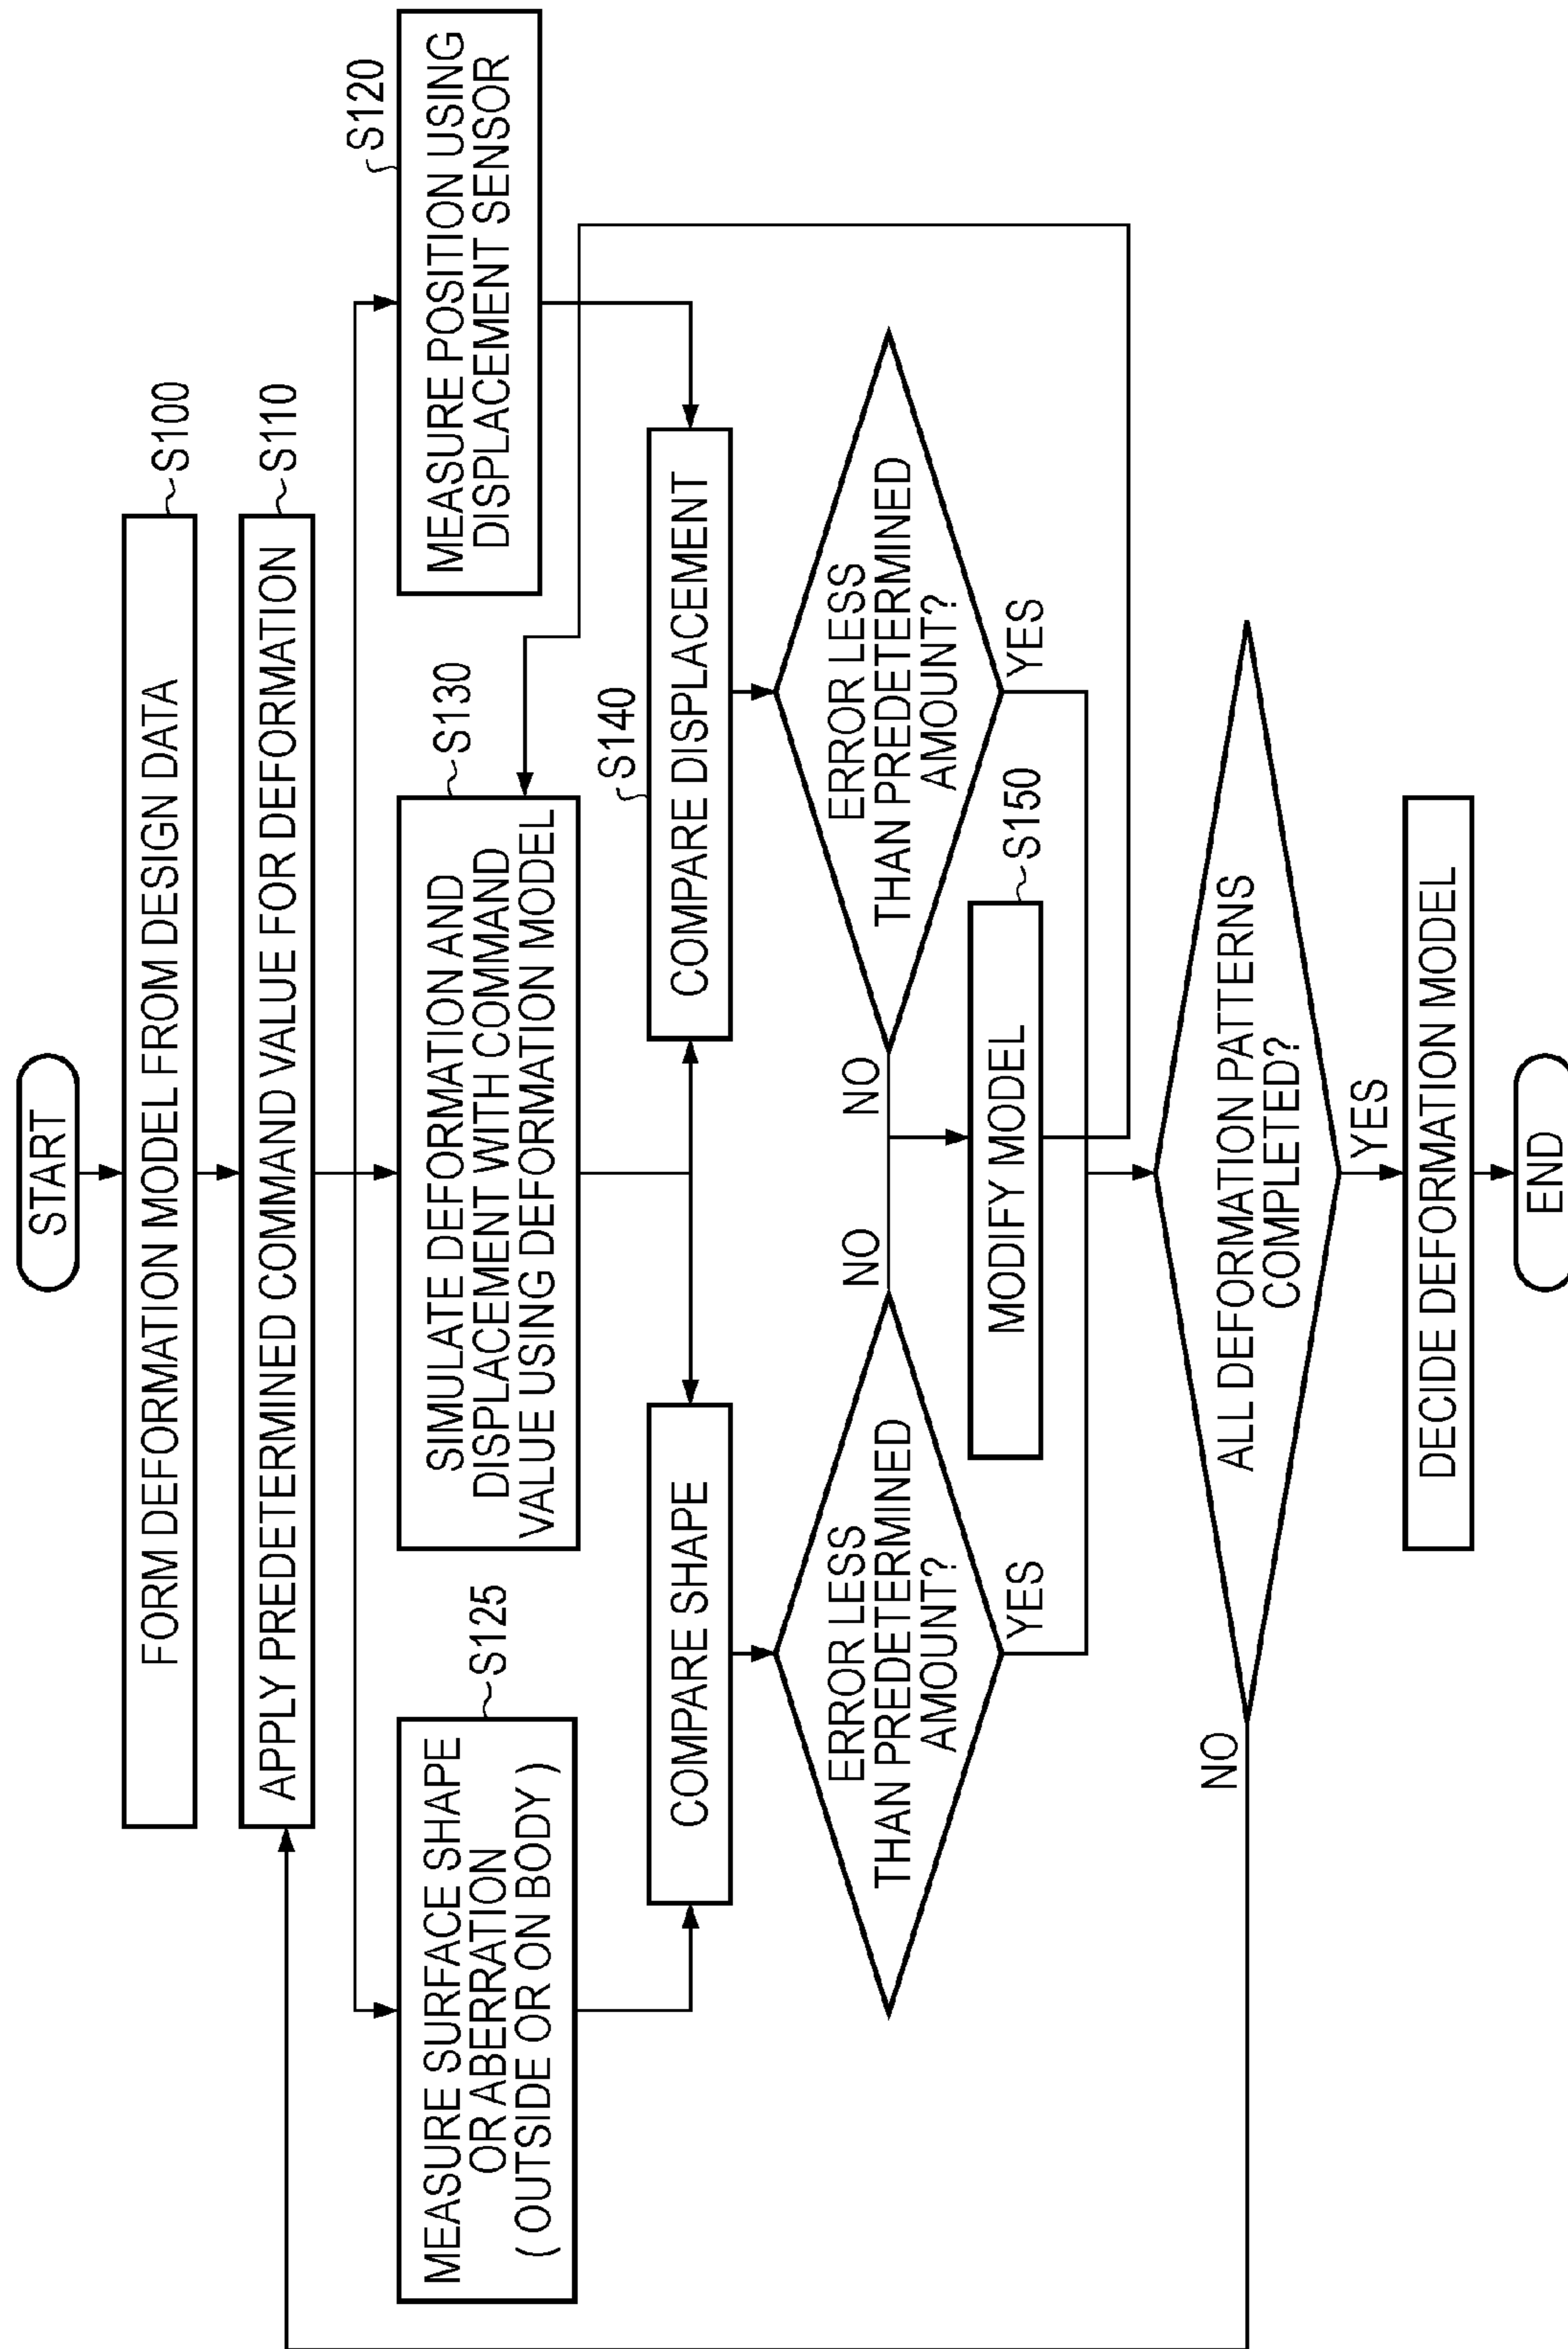 START
FORM DEFORMATION MODEL FROM DESIGN DATA
S100
APPLY PREDETERMINED COMMAND VALUE FOR DEFORMATION
S110
MEASURE SURFACE SHAPE
OR ABERRATION
( OUTSIDE OR ON BODY )
S125
SIMULATE DEFORMATION AND
DISPLACEMENT WITH COMMAND
VALUE USING DEFORMATION MODEL
S130
MEASURE POSITION USING
DISPLACEMENT SENSOR
S120
COMPARE SHAPE
COMPARE DISPLACEMENT
S140
ERROR LESS
THAN PREDETERMINED
AMOUNT?
NO
YES
ERROR LESS
THAN PREDETERMINED
AMOUNT?
NO
YES
MODIFY MODEL
S150
ALL DEFORMATION PATTERNS
COMPLETED?
NO
YES
DECIDE DEFORMATION MODEL
END